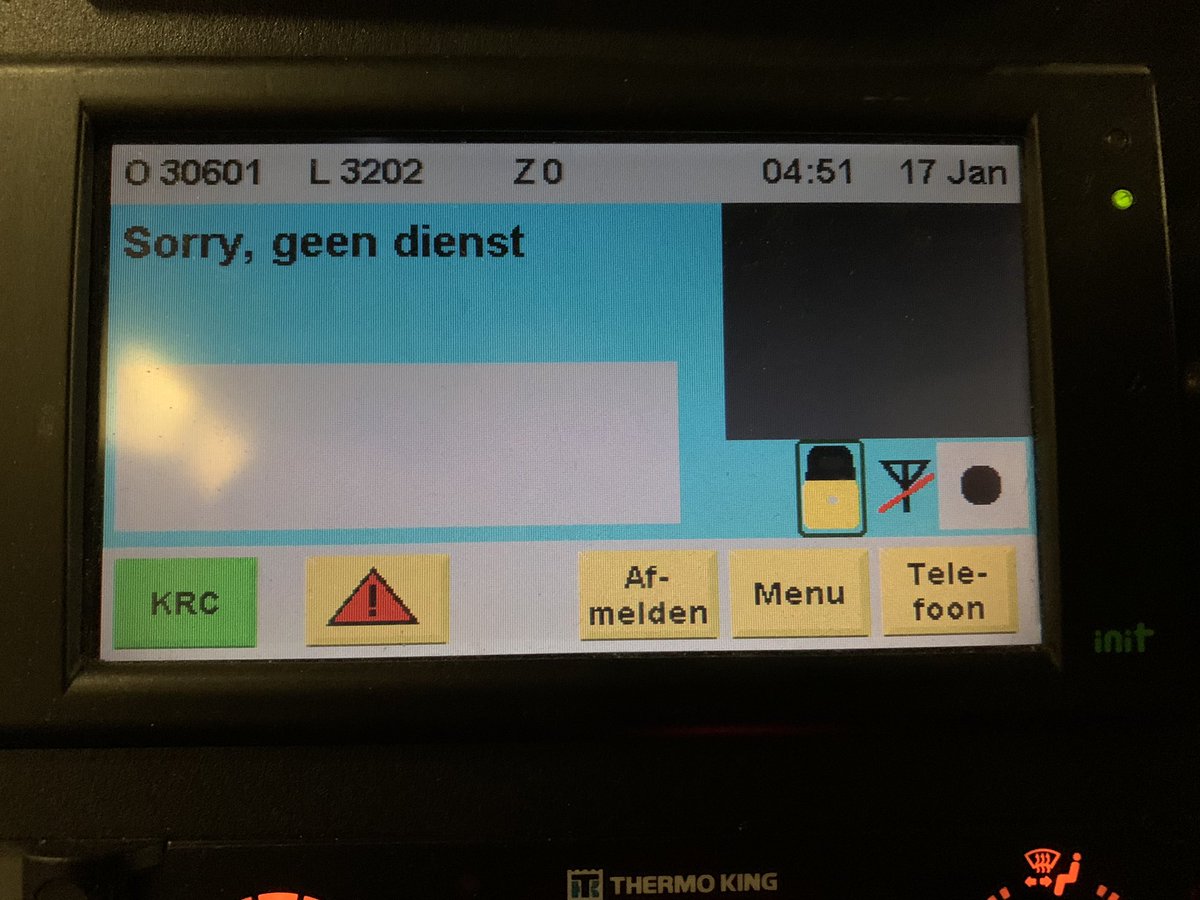 O 30601 L 3202 Z 0 04:51 17 Jan
Sorry, geen dienst
KRC
Af-
melden
Menu
Tele-
foon
init
THERMO KING